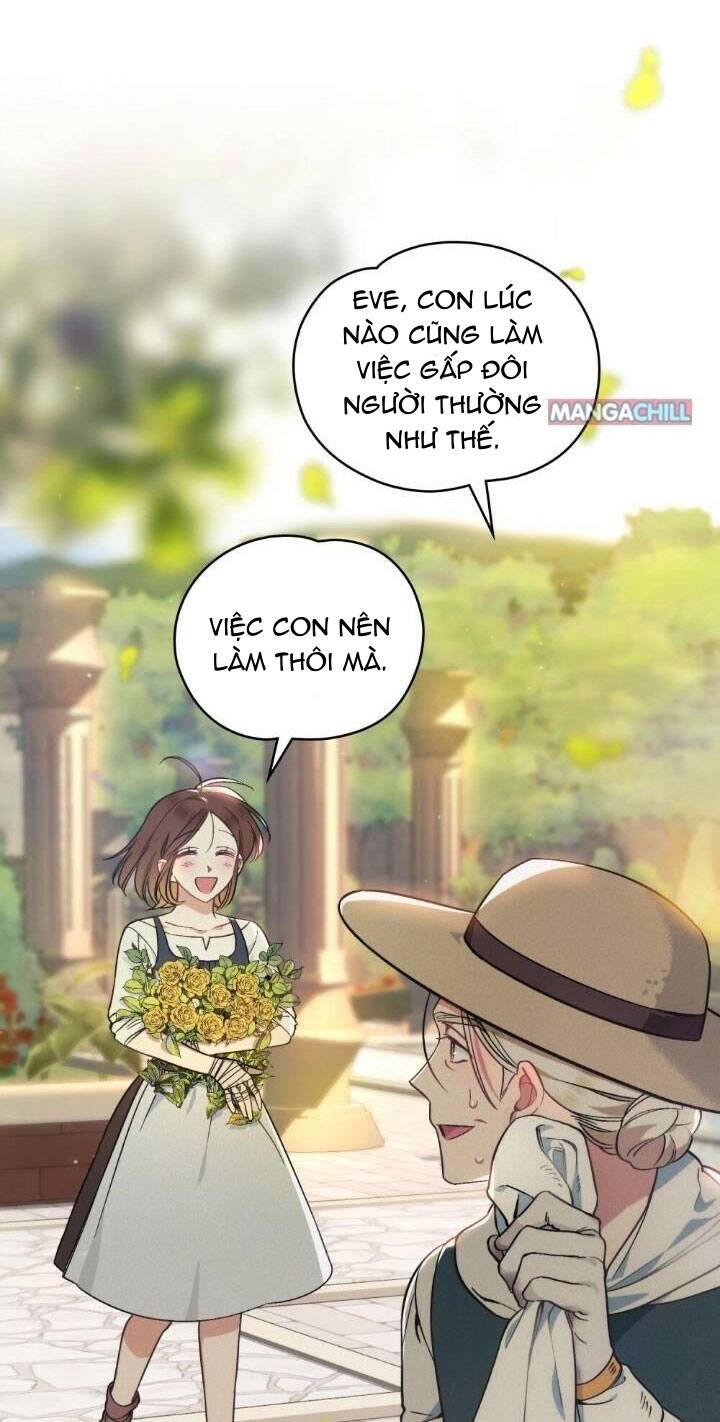 EVE, CON LÚC
NÀO CŨNG LÀM
VIỆC GẤP ĐÔI
NGƯỜI THƯỜNG
NHƯ THẾ.
MANGACHILL
VIỆC CON NÊN
LÀM THÔI MÀ.